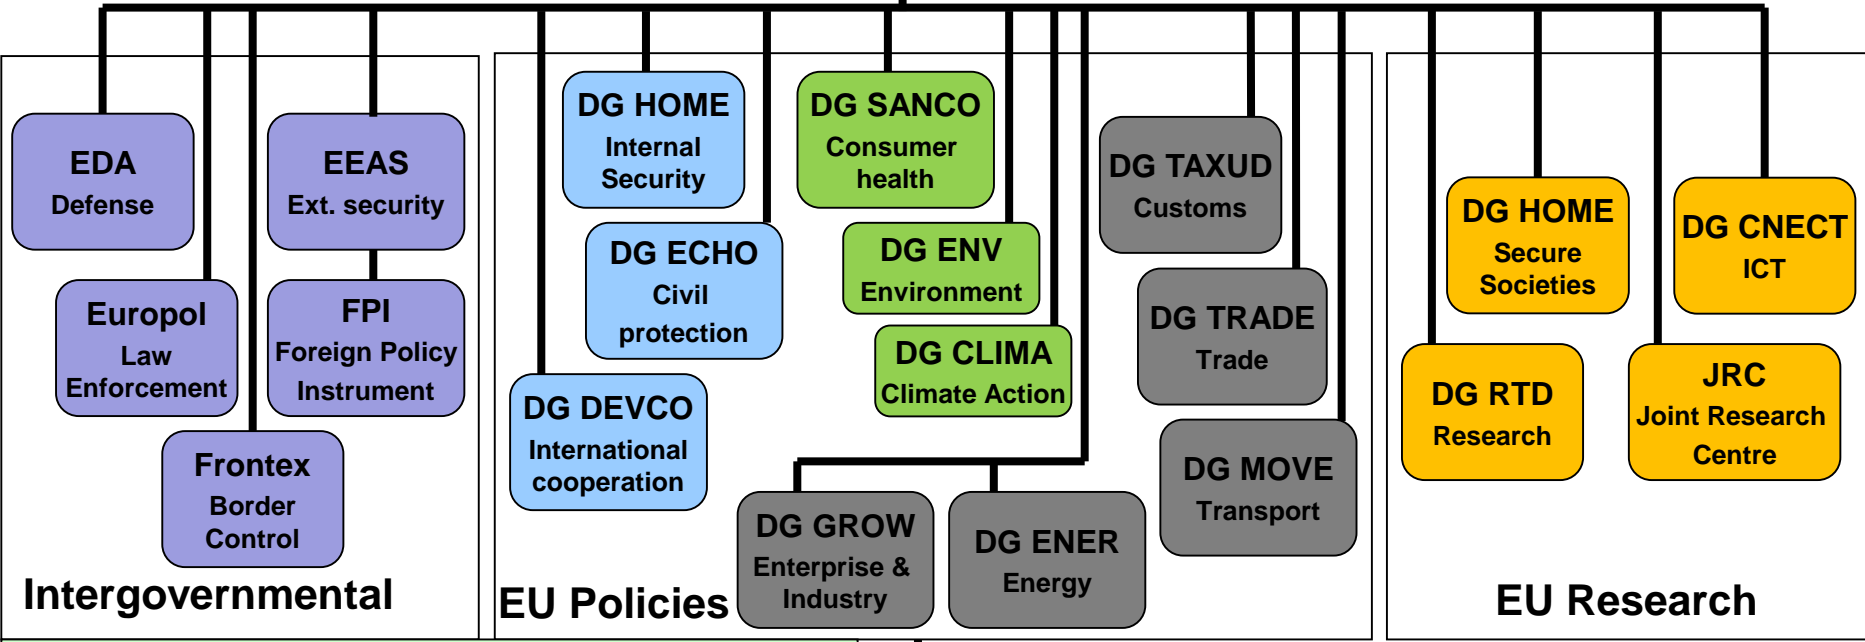 EDA
Defense
EEAS
Ext. security
Europol
Law
Enforcement
FPI
Foreign Policy
Instrument
Frontex
Border
Control
Intergovernmental
DG HOME
Internal
Security
DG ECHO
Civil
protection
DG DEVCO
International
cooperation
DG SANCO
Consumer
health
DG ENV
Environment
DG CLIMA
Climate Action
DG TAXUD
Customs
DG TRADE
Trade
DG MOVE
Transport
DG GROW
Enterprise &
Industry
DG ENER
Energy
EU Policies
DG HOME
Secure
Societies
DG CNECT
ICT
DG RTD
Research
JRC
Joint Research
Centre
EU Research